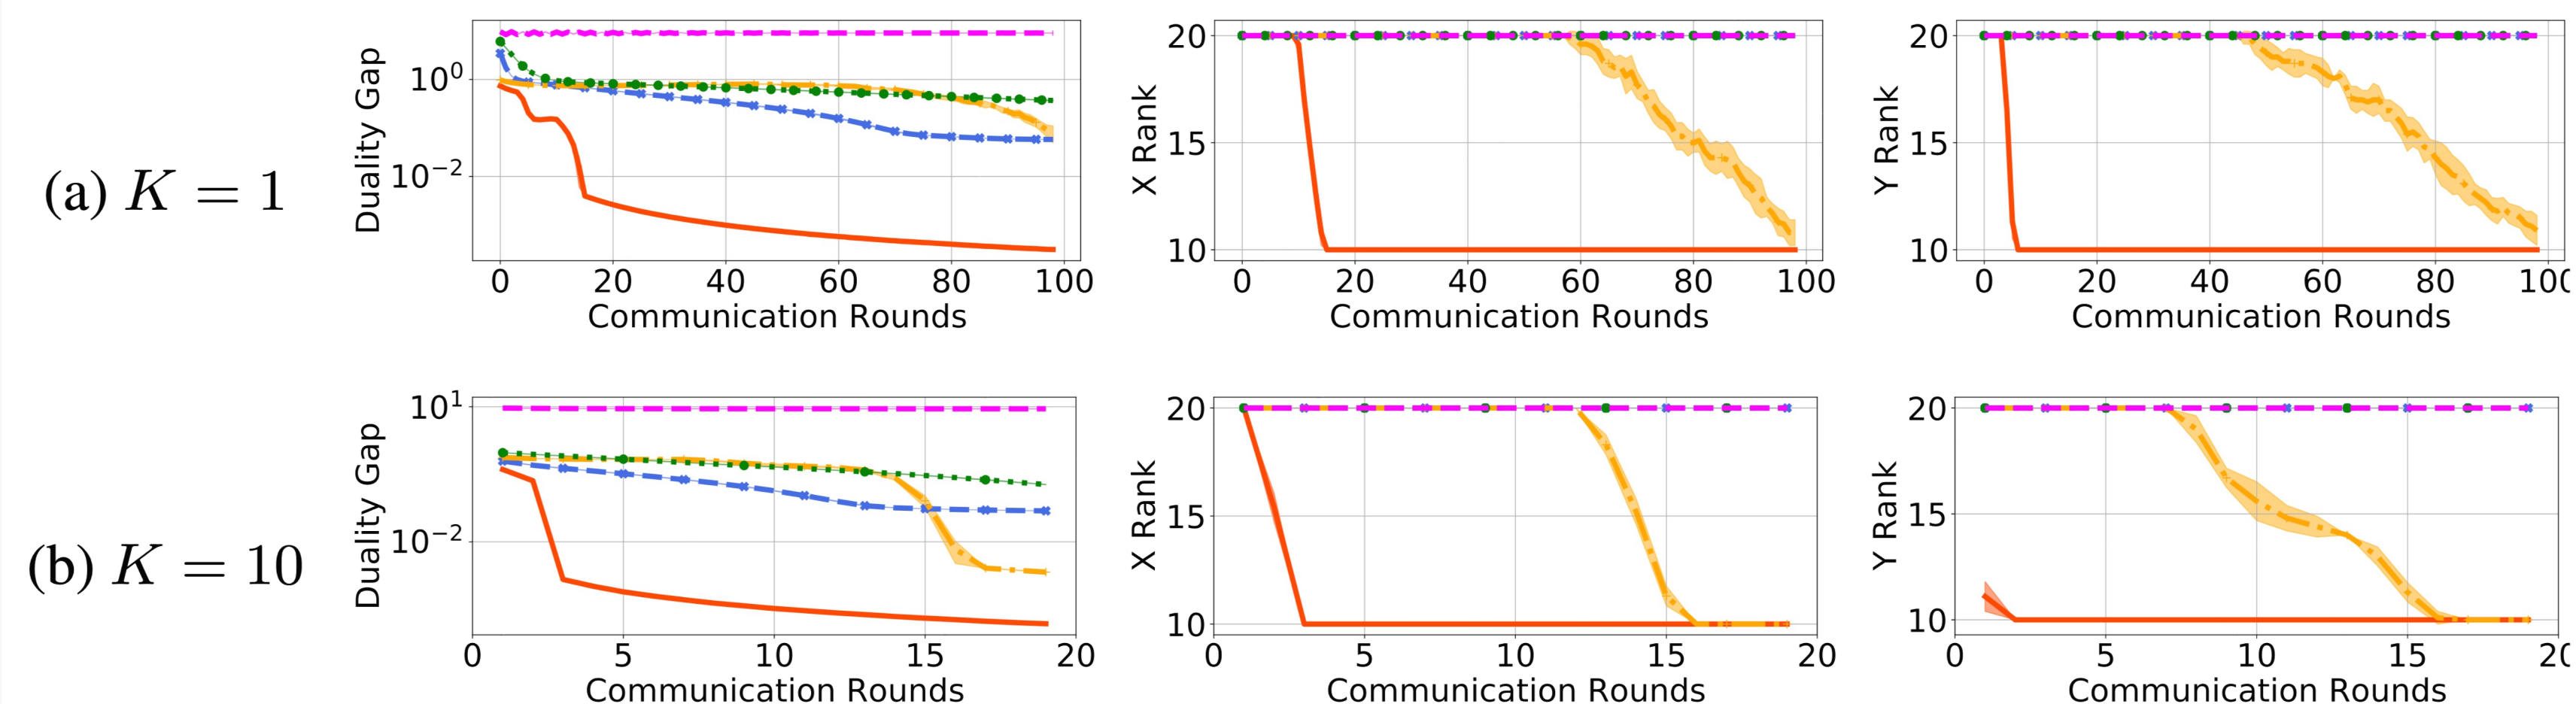 (a) K = 1
Duality Gap
10⁰
10⁻²
0 20 40 60 80 100
Communication Rounds
X Rank
20
15
10
0 20 40 60 80 100
Communication Rounds
Y Rank
20
15
10
0 20 40 60 80 10
Communication Rounds
(b) K = 10
Duality Gap
10¹
10⁻²
0 5 10 15 20
Communication Rounds
X Rank
20
15
10
0 5 10 15 20
Communication Rounds
Y Rank
20
15
10
0 5 10 15 2
Communication Rounds